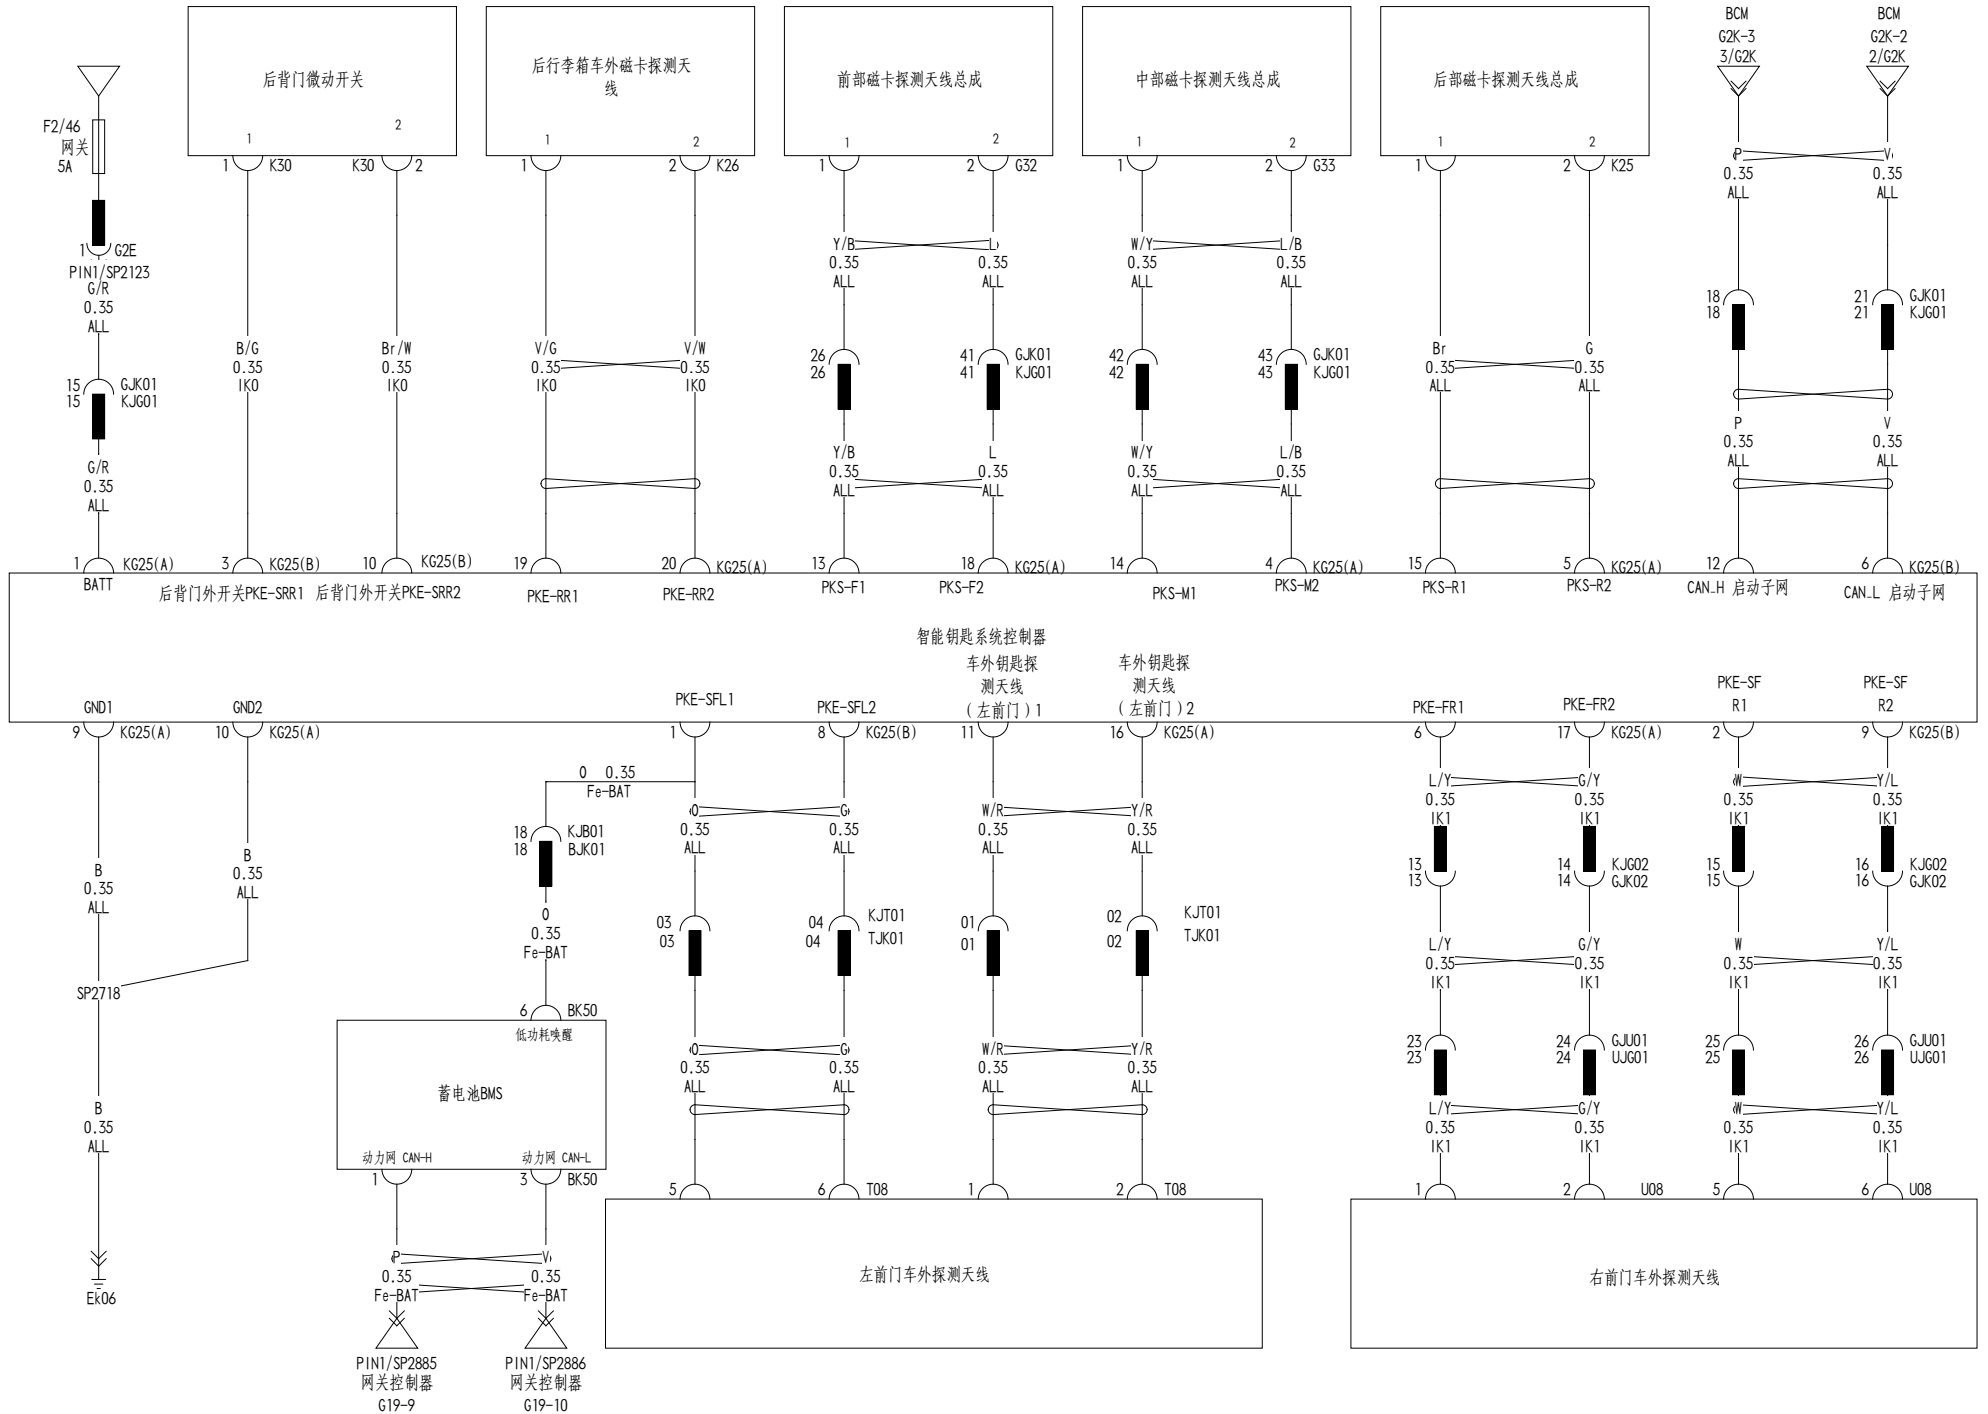 BCM
G2K-3
3/G2K
BCM
G2K-2
2/G2K
F2/46
网关
5A
后背门微动开关
1
2
后行李箱车外磁卡探测天
线
1
2
前部磁卡探测天线总成
1
2
中部磁卡探测天线总成
1
2
后部磁卡探测天线总成
1
2
1 K30
K30 2
1
2 K26
1
2 G32
1
2 G33
1
2 K25
P
0.35
ALL
V
0.35
ALL
1 G2E
PIN1/SP2123
G/R
0.35
ALL
Y/B
0.35
ALL
L
0.35
ALL
W/Y
0.35
ALL
L/B
0.35
ALL
18
18
21 GJK01
21 KJG01
B/G
0.35
IK0
Br/W
0.35
IK0
V/G
0.35
IK0
V/W
0.35
IK0
26
26
41 GJK01
41 KJG01
42
42
43 GJK01
43 KJG01
Br
0.35
ALL
G
0.35
ALL
15 GJK01
15 KJG01
G/R
0.35
ALL
Y/B
0.35
ALL
L
0.35
ALL
W/Y
0.35
ALL
L/B
0.35
ALL
P
0.35
ALL
V
0.35
ALL
1 KG25(A)
3 KG25(B)
10 KG25(B)
19
20 KG25(A)
13
18 KG25(A)
14
4 KG25(A)
15
5 KG25(A)
12
6 KG25(B)
BATT
后背门外开关PKE-SRR1
后背门外开关PKE-SRR2
PKE-RR1
PKE-RR2
PKS-F1
PKS-F2
PKS-M1
PKS-M2
PKS-R1
PKS-R2
CAN_H 启动子网
CAN_L 启动子网
智能钥匙系统控制器
GND1
GND2
PKE-SFL1
PKE-SFL2
车外钥匙探
测天线
(左前门)1
车外钥匙探
测天线
(左前门)2
PKE-FR1
PKE-FR2
PKE-SF
R1
PKE-SF
R2
9 KG25(A)
10 KG25(A)
1
8 KG25(B)
11
16 KG25(A)
6
17 KG25(A)
2
9 KG25(B)
O 0.35
Fe-BAT
O
0.35
ALL
G
0.35
ALL
W/R
0.35
ALL
Y/R
0.35
ALL
L/Y
0.35
IK1
G/Y
0.35
IK1
W
0.35
IK1
Y/L
0.35
IK1
18 KJB01
18 BJK01
B
0.35
ALL
B
0.35
ALL
13
13
14 KJG02
14 GJK02
15
15
16 KJG02
16 GJK02
O
0.35
Fe-BAT
03
03
04 KJT01
04 TJK01
01
01
02 KJT01
02 TJK01
L/Y
0.35
IK1
G/Y
0.35
IK1
W
0.35
IK1
Y/L
0.35
IK1
SP2718
6 BK50
低功耗唤醒
蓄电池BMS
动力网 CAN-H
动力网 CAN-L
1
3 BK50
O
0.35
ALL
G
0.35
ALL
W/R
0.35
ALL
Y/R
0.35
ALL
23
23
24 GJU01
24 UJG01
25
25
26 GJU01
26 UJG01
B
0.35
ALL
L/Y
0.35
IK1
G/Y
0.35
IK1
W
0.35
IK1
Y/L
0.35
IK1
5
6 T08
1
2 T08
1
2 U08
5
6 U08
P
0.35
Fe-BAT
V
0.35
Fe-BAT
左前门车外探测天线
右前门车外探测天线
Ek06
PIN1/SP2885
网关控制器
G19-9
PIN1/SP2886
网关控制器
G19-10